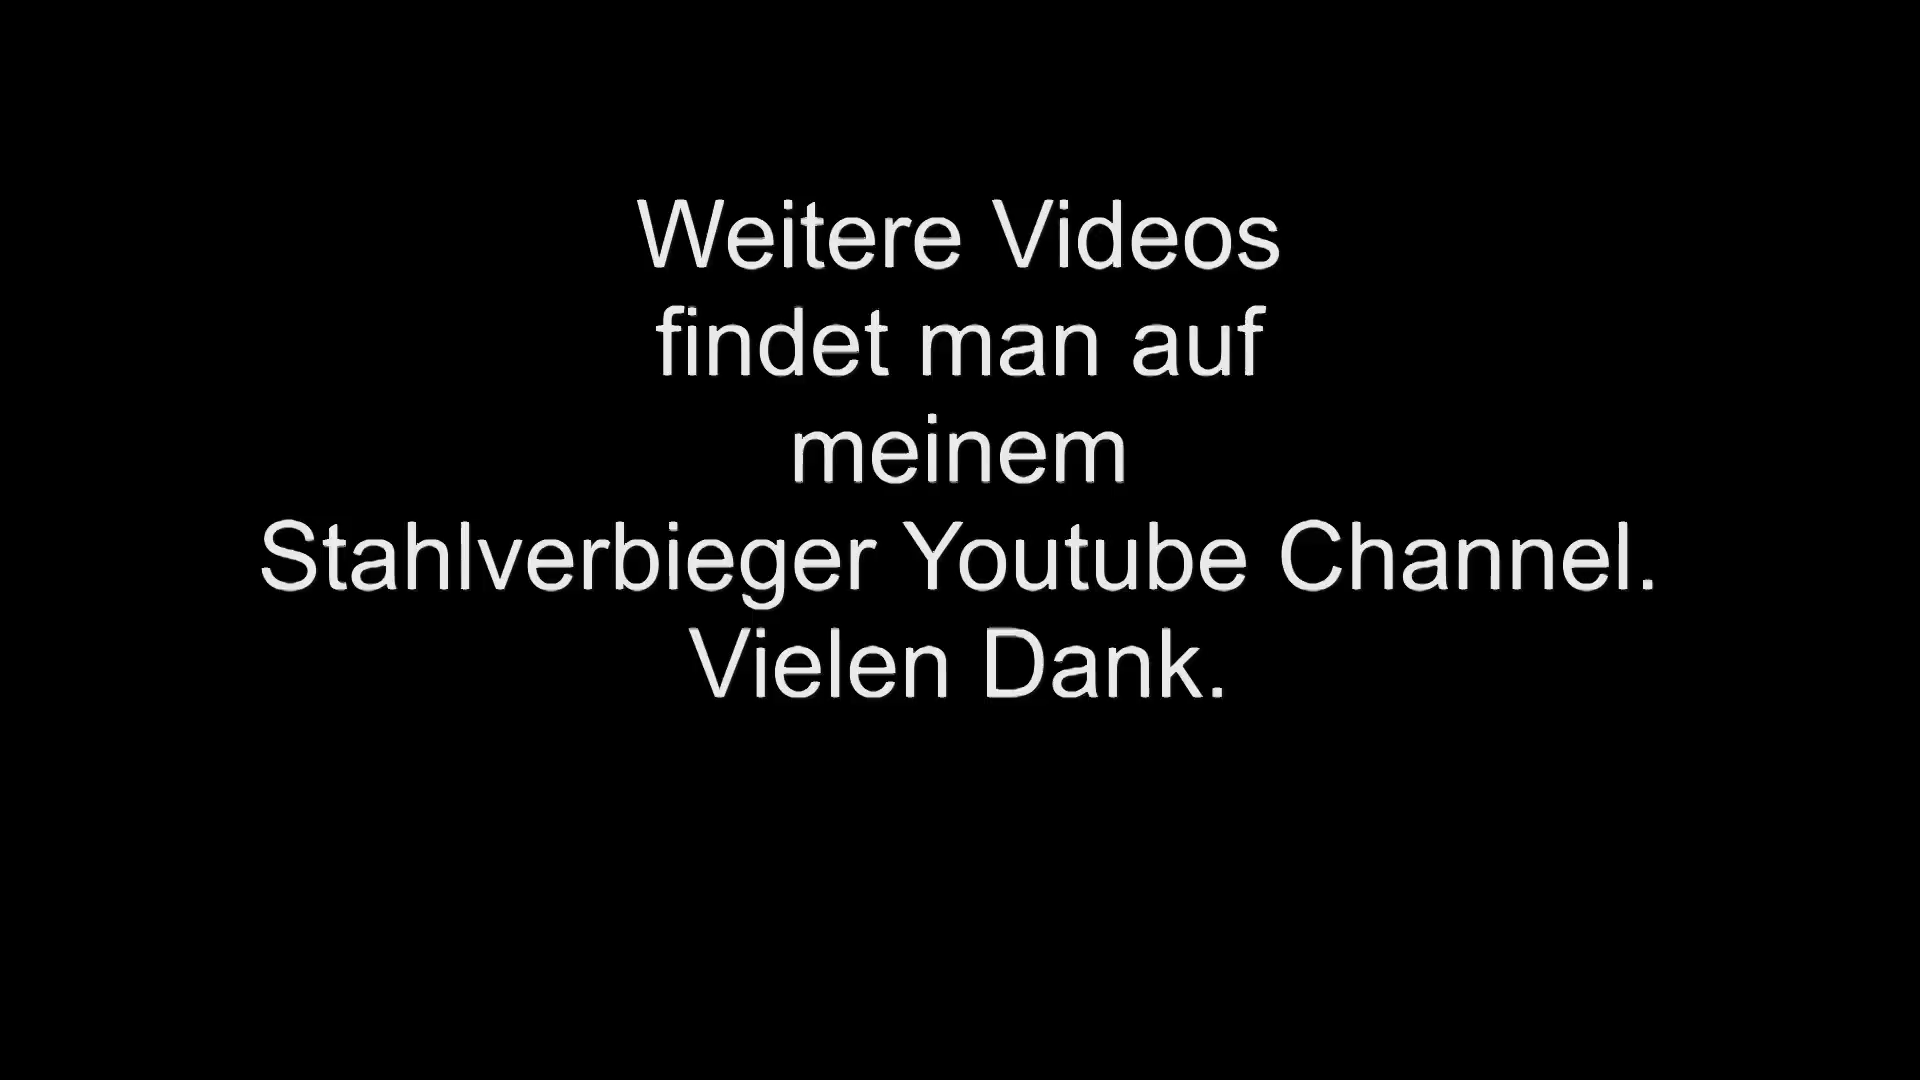 Weitere Videos
findet man auf
meinem
Stahlverbieger Youtube Channel.
Vielen Dank.